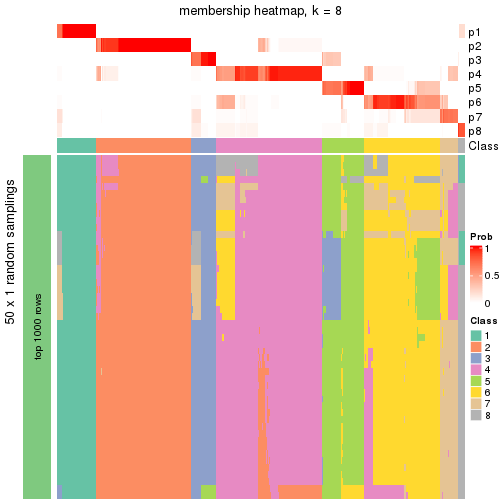 membership heatmap, k = 8
p1
p2
p3
p4
p5
p6
p7
p8
Class
50 x 1 random samplings
top 1000 rows
Prob
1
0.5
0
Class
1
2
3
4
5
6
7
8